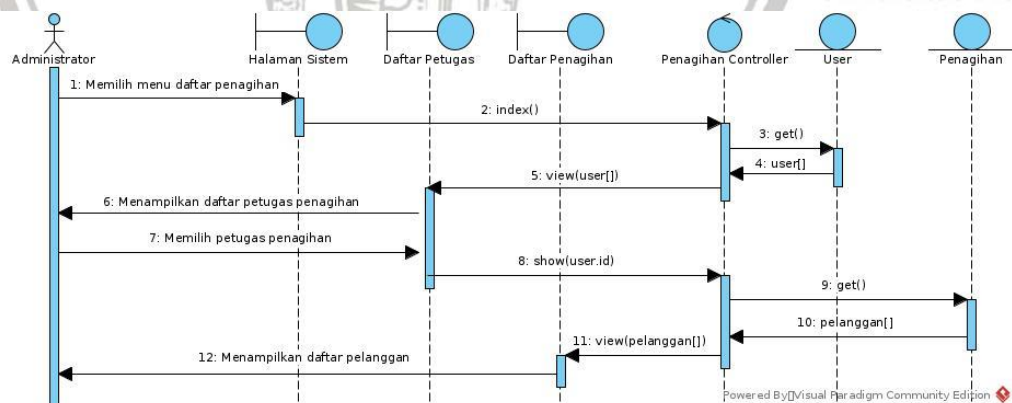 Administrator
Halaman Sistem
Daftar Petugas
Daftar Penagihan
Penagihan Controller
User
Penagihan
1: Memilih menu daftar penagihan
2: index()
3: get()
4: user[]
5: view(user[])
6: Menampilkan daftar petugas penagihan
7: Memilih petugas penagihan
8: show(user.id)
9: get()
10: pelanggan[]
11: view(pelanggan[])
12: Menampilkan daftar pelanggan
Powered By Visual Paradigm Community Edition